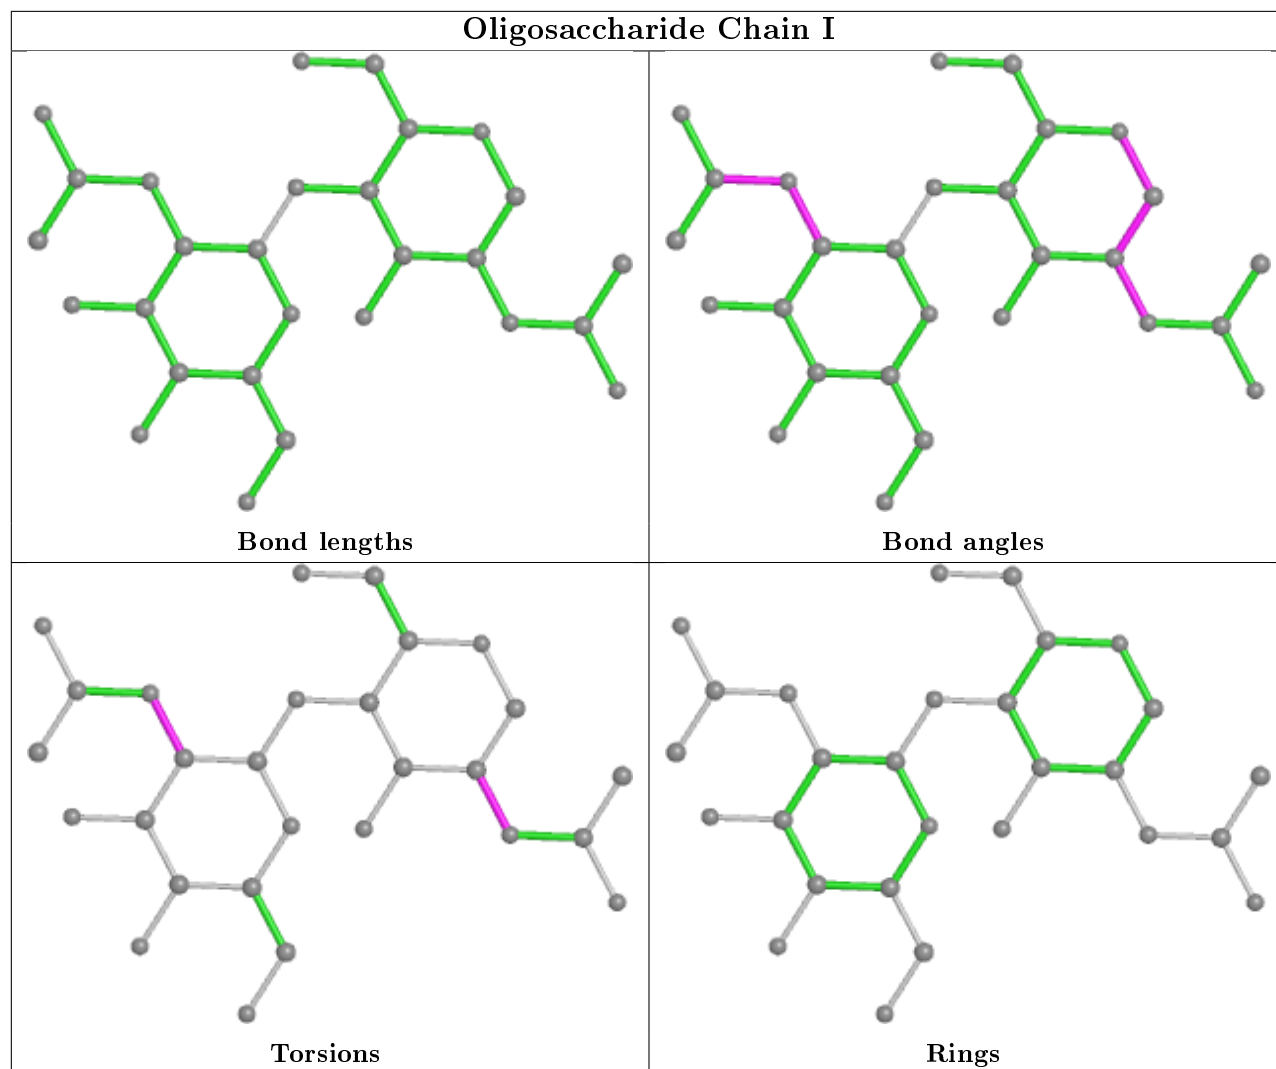 Oligosaccharide Chain I
Bond lengths
Bond angles
Torsions
Rings